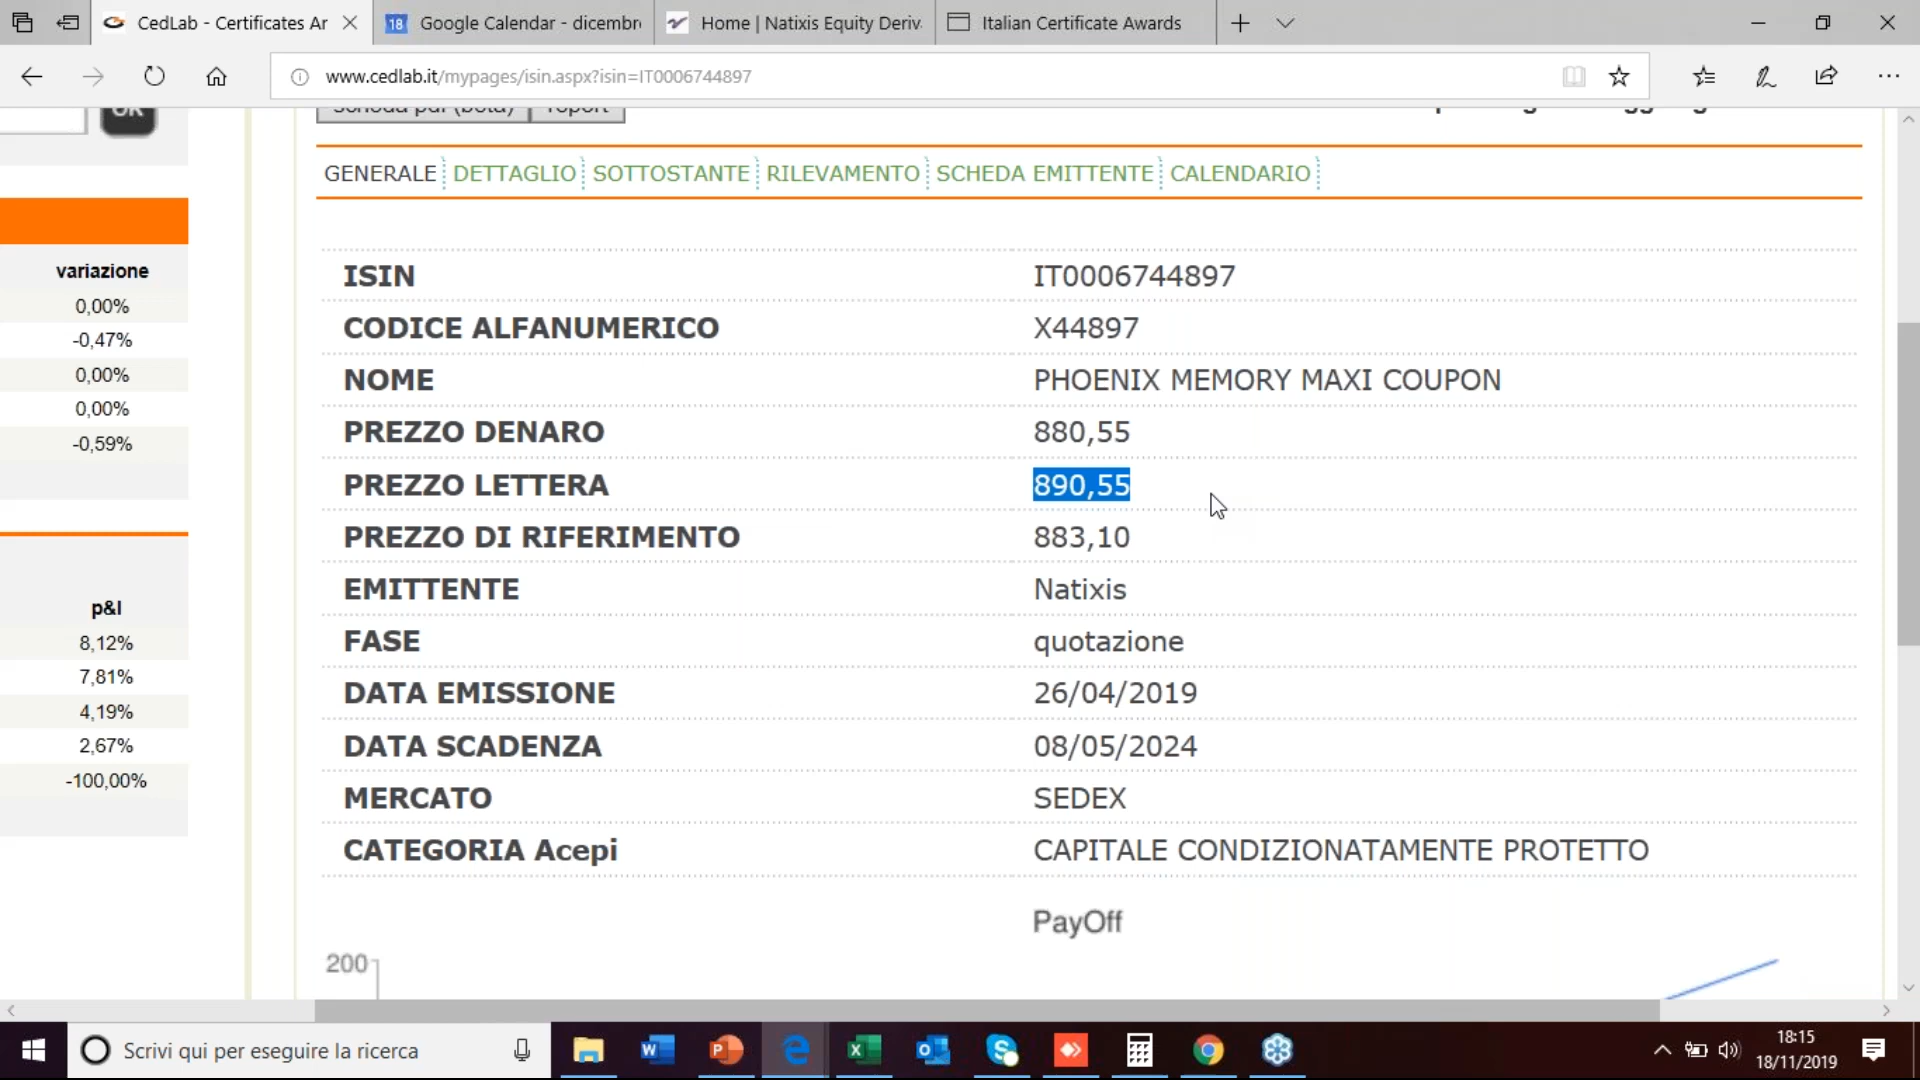 CedLab - Certificates Ar
Google Calendar - dicembr
Home | Natixis Equity Deriv
Italian Certificate Awards
www.cedlab.it/mypages/isin.aspx?isin=IT0006744897
OK
scheda pdf (beta)
report
GENERALE DETTAGLIO SOTTOSTANTE RILEVAMENTO SCHEDA EMITTENTE CALENDARIO
variazione
0,00%
-0,47%
0,00%
0,00%
-0,59%
p&l
8,12%
7,81%
4,19%
2,67%
-100,00%
ISIN IT0006744897
CODICE ALFANUMERICO X44897
NOME PHOENIX MEMORY MAXI COUPON
PREZZO DENARO 880,55
PREZZO LETTERA 890,55
PREZZO DI RIFERIMENTO 883,10
EMITTENTE Natixis
FASE quotazione
DATA EMISSIONE 26/04/2019
DATA SCADENZA 08/05/2024
MERCATO SEDEX
CATEGORIA Acepi CAPITALE CONDIZIONATAMENTE PROTETTO
PayOff
200
Scrivi qui per eseguire la ricerca
18:15
18/11/2019